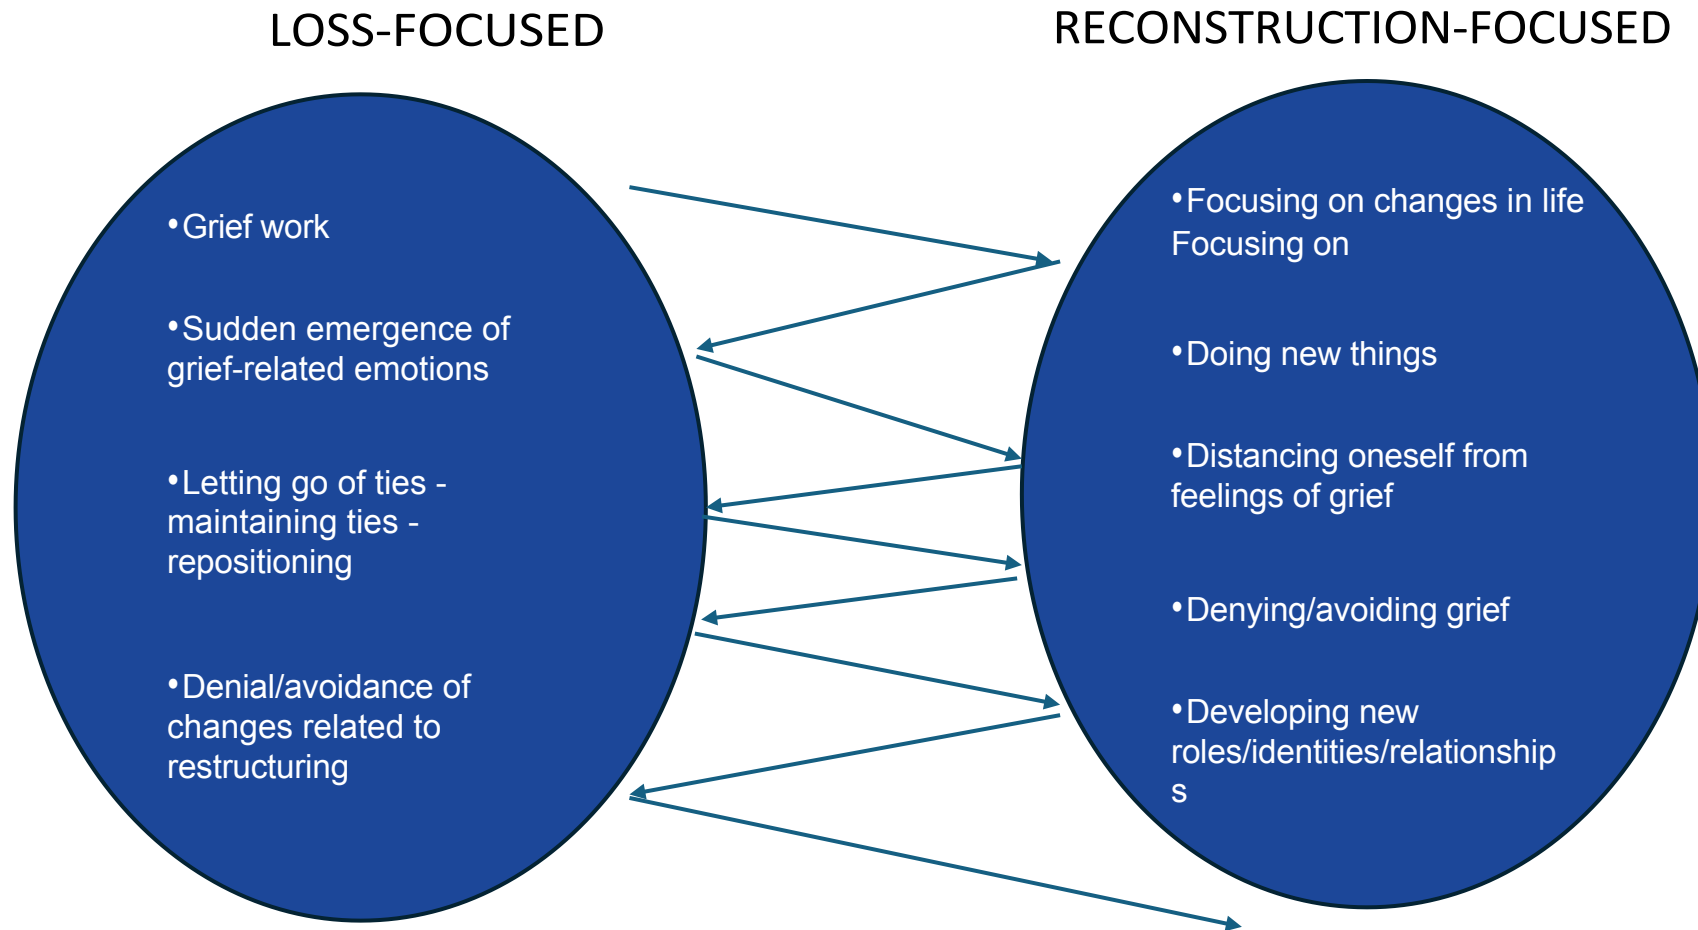 LOSS-FOCUSED
RECONSTRUCTION-FOCUSED
•Grief work
•Sudden emergence of
grief-related emotions
•Letting go of ties -
maintaining ties -
repositioning
•Denial/avoidance of
changes related to
restructuring
•Focusing on changes in life
Focusing on
•Doing new things
•Distancing oneself from
feelings of grief
•Denying/avoiding grief
•Developing new
roles/identities/relationship
s